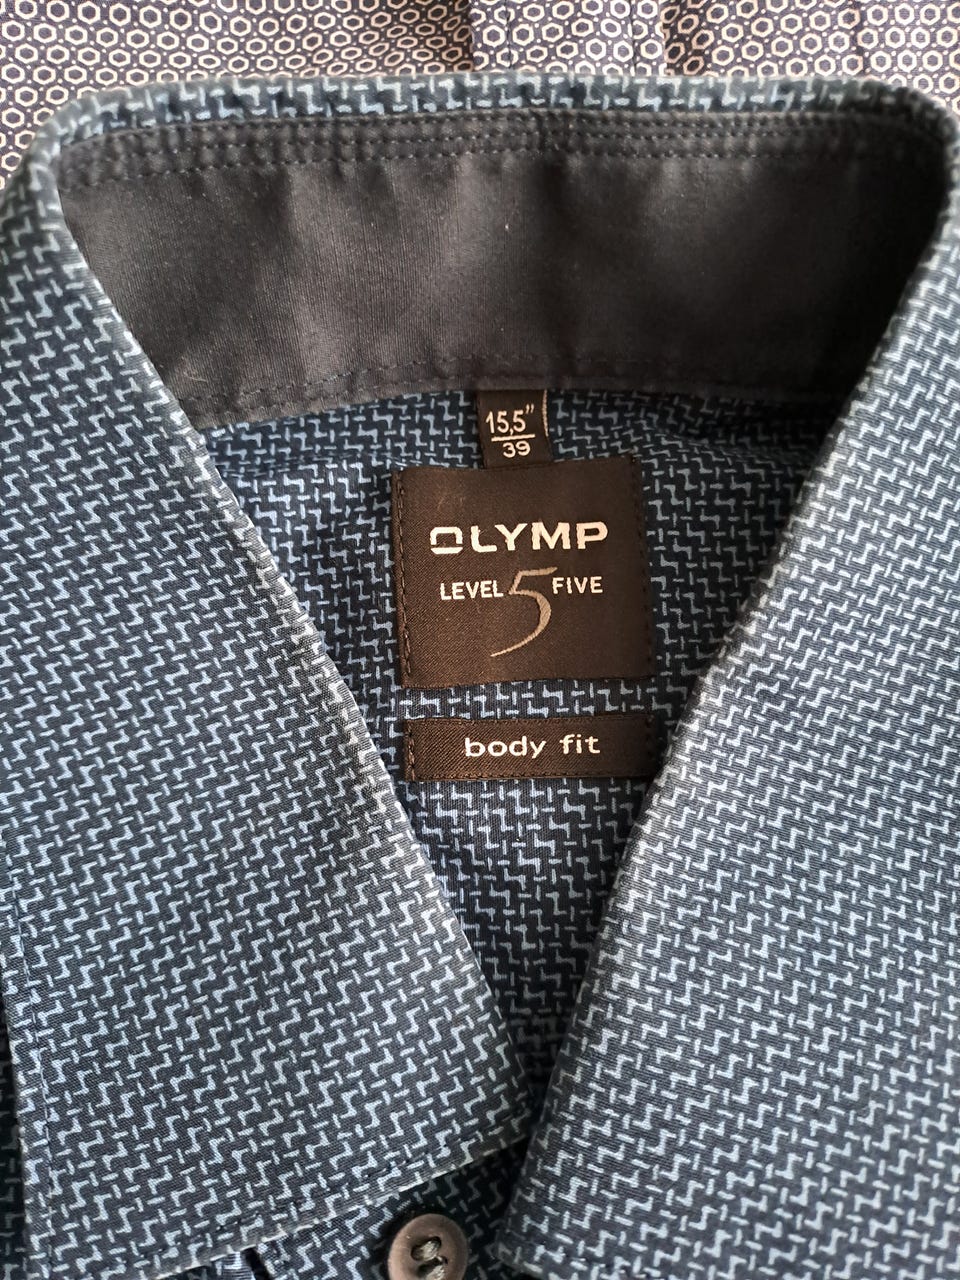 15,5"
39
OLYMP
LEVEL 5 FIVE
body fit